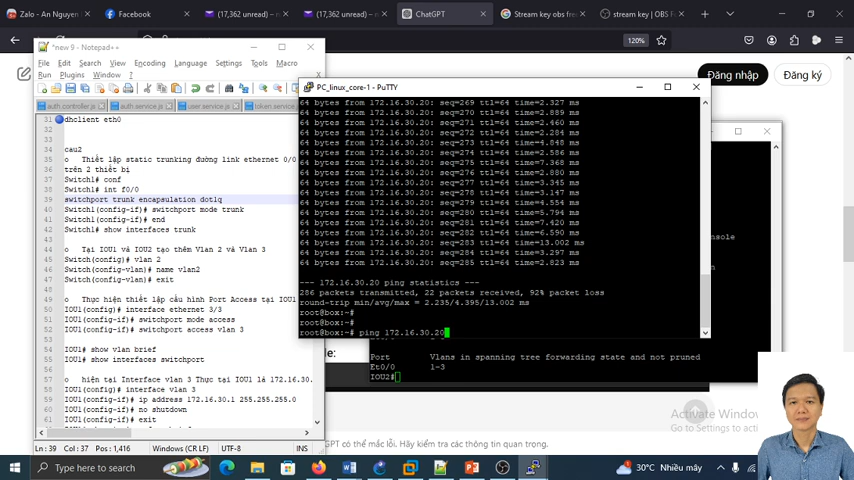 Zalo - Anh
Facebook
(17,362 unread) -
(17,362 unread) -
ChatGPT
Stream key obs free
stream key | OBS F
120%
*new 9 - Notepad++
File Edit Search View Encoding Language Settings Tools Macro
Run Plugins Window ?
auth.controller.js auth.service.js user.service.js token.service
31 dhclient eth0
32
33
34 cau2
35 o Thiết lập static trunking đường link ethernet 0/0
36 trên 2 thiết bị
37 Switch1# conf
38 Switch1# int f0/0
39 switchport trunk encapsulation dot1q
40 Switch1(config-if)# switchport mode trunk
41 Switch1(config-if)# end
42 Switch1# show interfaces trunk
43
44 o Tại IOU1 và IOU2 tạo thêm Vlan 2 và Vlan 3
45 Switch(config)# vlan 2
46 Switch(config-vlan)# name vlan2
47 Switch(config-vlan)# exit
48
49 o Thực hiện thiết lập cấu hình Port Access tại IOU1
50 IOU1(config)# interface ethernet 3/3
51 IOU1(config-if)# switchport mode access
52 IOU1(config-if)# switchport access vlan 3
53
54 IOU1# show vlan brief
55 IOU1# show interfaces switchport
56
57 o hiện tại Interface vlan 3 Thực tại IOU1 là 172.16.30.
58 IOU1(config)# interface vlan 3
59 IOU1(config-if)# ip address 172.16.30.1 255.255.255.0
60 IOU1(config-if)# no shutdown
61 IOU1(config-if)# exit
Ln : 39 Col : 37 Pos : 1,416 Windows (CR LF) UTF-8 INS
PC_linux_core-1 - PuTTY
64 bytes from 172.16.30.20: seq=269 ttl=64 time=2.327 ms
64 bytes from 172.16.30.20: seq=270 ttl=64 time=2.889 ms
64 bytes from 172.16.30.20: seq=271 ttl=64 time=2.460 ms
64 bytes from 172.16.30.20: seq=272 ttl=64 time=2.284 ms
64 bytes from 172.16.30.20: seq=273 ttl=64 time=4.848 ms
64 bytes from 172.16.30.20: seq=274 ttl=64 time=2.586 ms
64 bytes from 172.16.30.20: seq=275 ttl=64 time=7.368 ms
64 bytes from 172.16.30.20: seq=276 ttl=64 time=2.880 ms
64 bytes from 172.16.30.20: seq=277 ttl=64 time=3.345 ms
64 bytes from 172.16.30.20: seq=278 ttl=64 time=3.147 ms
64 bytes from 172.16.30.20: seq=279 ttl=64 time=4.554 ms
64 bytes from 172.16.30.20: seq=280 ttl=64 time=5.794 ms
64 bytes from 172.16.30.20: seq=281 ttl=64 time=7.420 ms
64 bytes from 172.16.30.20: seq=282 ttl=64 time=6.590 ms
64 bytes from 172.16.30.20: seq=283 ttl=64 time=13.002 ms
64 bytes from 172.16.30.20: seq=284 ttl=64 time=3.297 ms
64 bytes from 172.16.30.20: seq=285 ttl=64 time=2.823 ms
--- 172.16.30.20 ping statistics ---
286 packets transmitted, 22 packets received, 92% packet loss
round-trip min/avg/max = 2.235/4.395/13.002 ms
root@box:~#
root@box:~#
root@box:~# ping 172.16.30.20
Port Vlans in spanning tree forwarding state and not pruned
Et0/0 1-3
IOU2#
Đăng nhập
Đăng ký
onsole
de:
Activate Window
Go to Settings to activ
GPT có thể mắc lỗi. Hãy kiểm tra các thông tin quan trọng.
Type here to search
30°C Nhiều mây